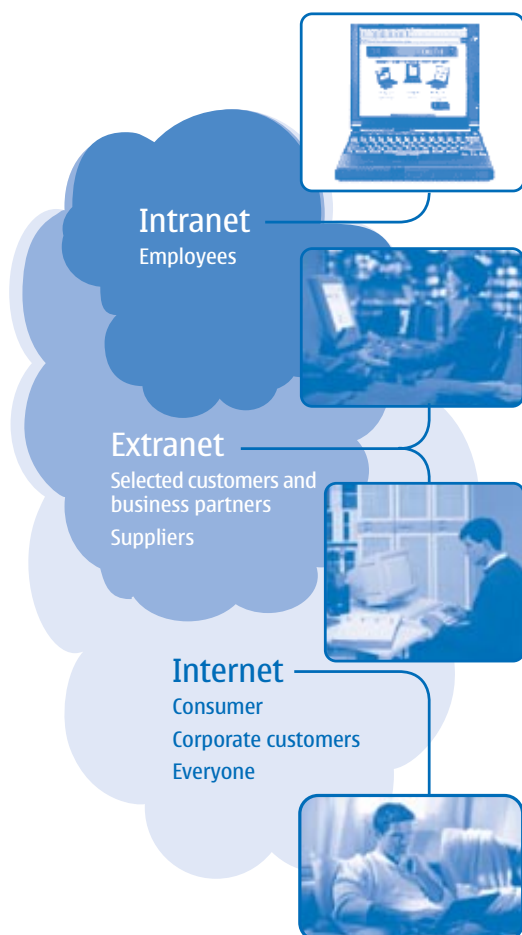 Intranet
Employees
Extranet
Selected customers and
business partners
Suppliers
Internet
Consumer
Corporate customers
Everyone